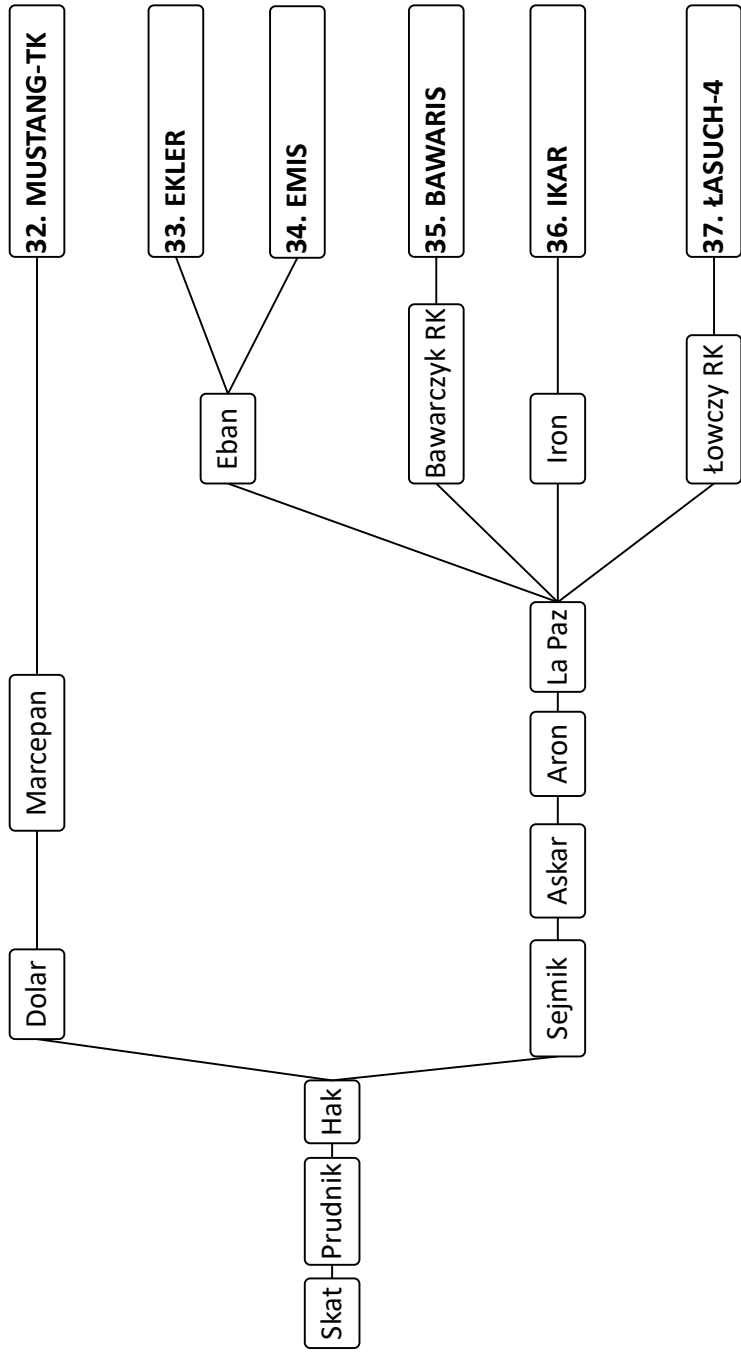 Skat
Prudnik
Hak
Dolar
Marcepan
32. MUSTANG-TK
Sejmik
Askar
Aron
La Paz
Eban
33. EKLER
34. EMIS
Bawarczyk RK
35. BAWARIS
Iron
36. IKAR
Łowczy RK
37. ŁASUCH-4